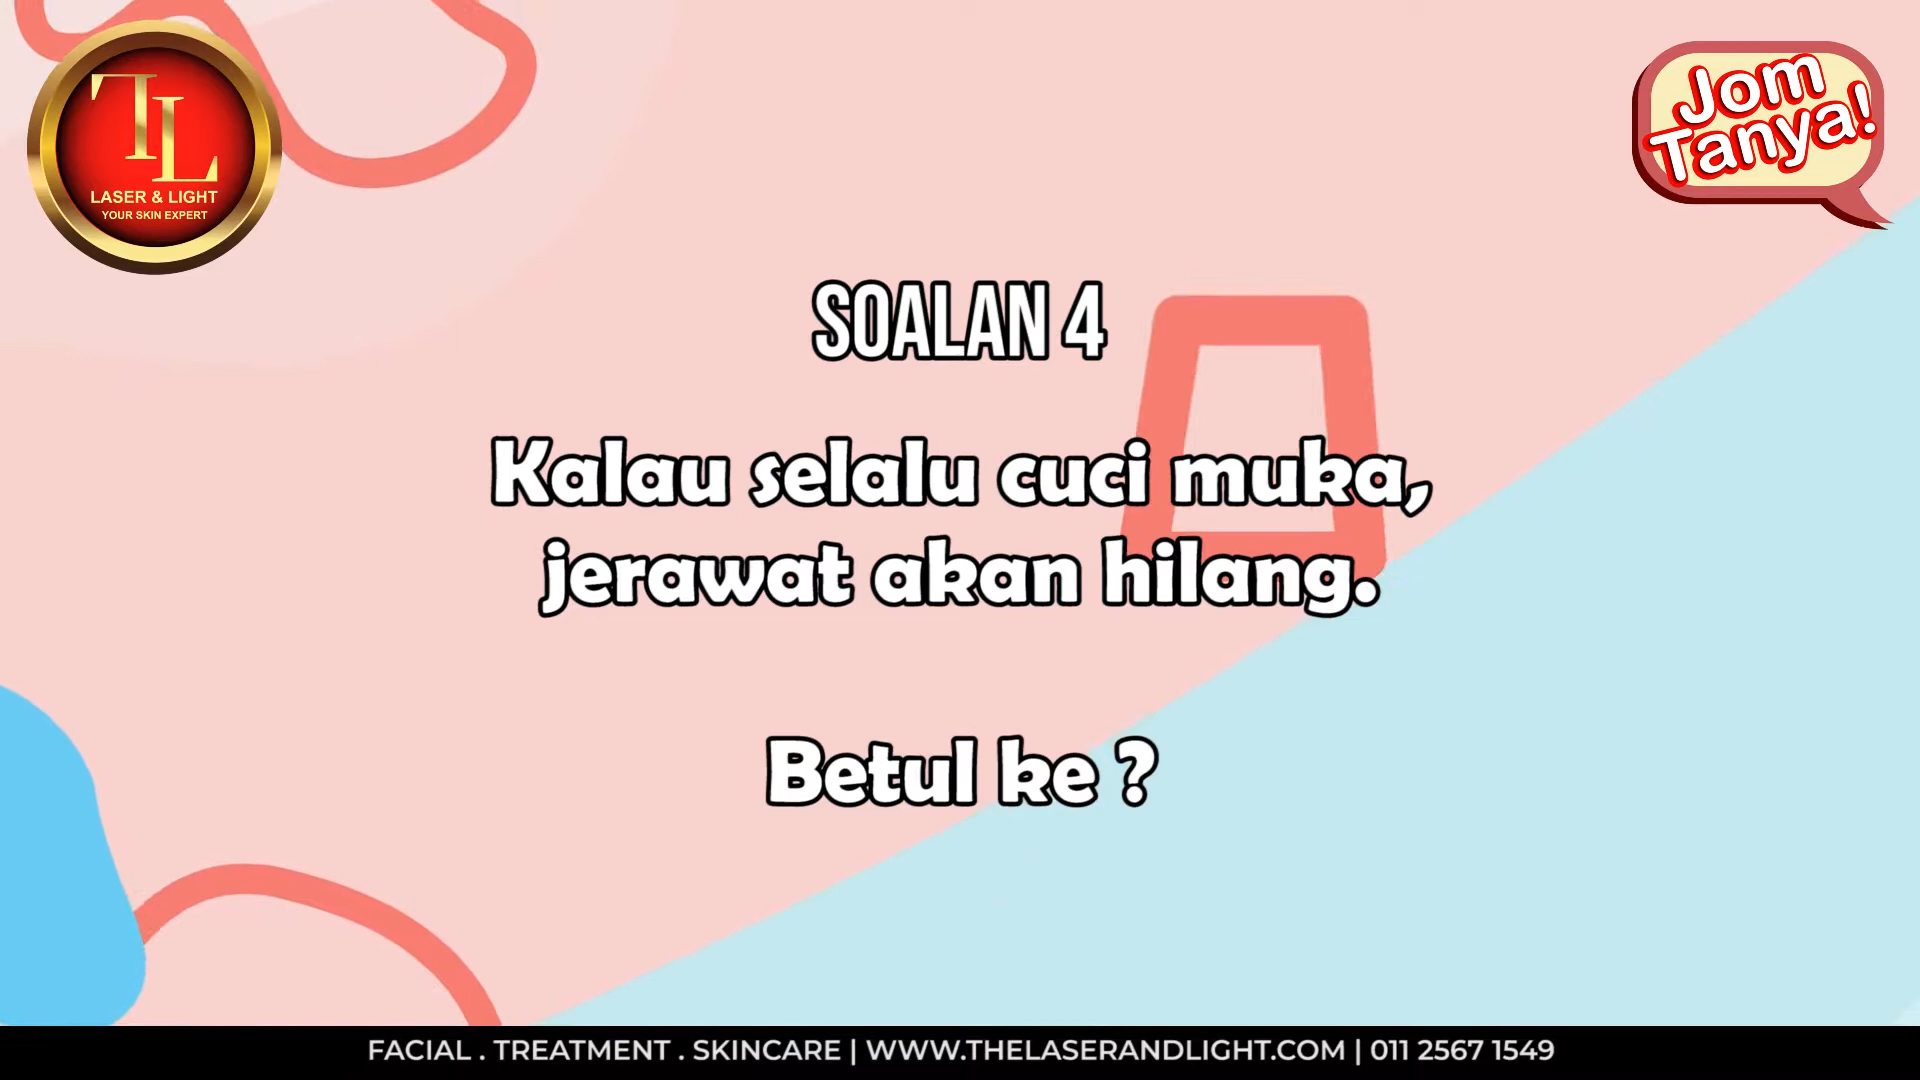 TL
LASER & LIGHT
YOUR SKIN EXPERT
Jom
Tanya!
SOALAN 4
Kalau selalu cuci muka,
jerawat akan hilang.
Betul ke ?
FACIAL . TREATMENT . SKINCARE | WWW.THELASERANDLIGHT.COM | 011 2567 1549